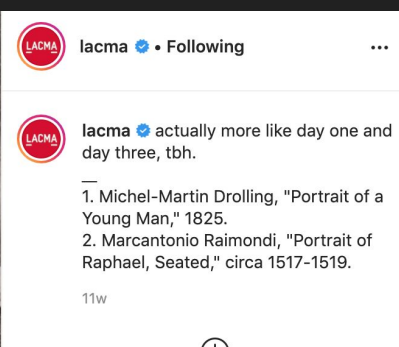 LACMA
lacma • Following
...
LACMA
lacma actually more like day one and
day three, tbh.
—
1. Michel-Martin Drolling, "Portrait of a
Young Man," 1825.
2. Marcantonio Raimondi, "Portrait of
Raphael, Seated," circa 1517-1519.
11w